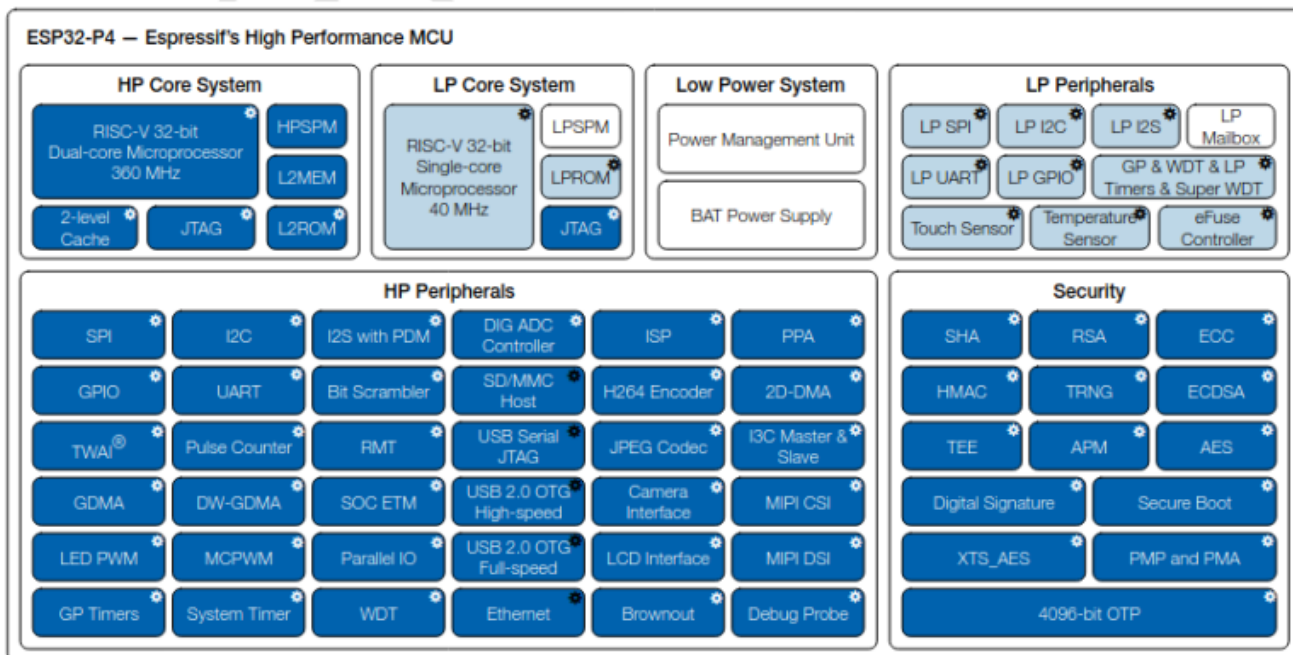 ESP32-P4 — Espressif's High Performance MCU
HP Core System
RISC-V 32-bit
Dual-core Microprocessor
360 MHz
HPSPM
L2MEM
2-level
Cache
JTAG
L2ROM
LP Core System
RISC-V 32-bit
Single-core
Microprocessor
40 MHz
LPSPM
LPROM
JTAG
Low Power System
Power Management Unit
BAT Power Supply
LP Peripherals
LP SPI
LP I2C
LP I2S
LP
Mailbox
LP UART
LP GPIO
GP & WDT & LP
Timers & Super WDT
Touch Sensor
Temperature
Sensor
eFuse
Controller
HP Peripherals
SPI
I2C
I2S with PDM
DIG ADC
Controller
ISP
PPA
GPIO
UART
Bit Scrambler
SD/MMC
Host
H264 Encoder
2D-DMA
TWAI®
Pulse Counter
RMT
USB Serial
JTAG
JPEG Codec
I3C Master &
Slave
GDMA
DW-GDMA
SOC ETM
USB 2.0 OTG
High-speed
Camera
Interface
MIPI CSI
LED PWM
MCPWM
Parallel IO
USB 2.0 OTG
Full-speed
LCD Interface
MIPI DSI
GP Timers
System Timer
WDT
Ethernet
Brownout
Debug Probe
Security
SHA
RSA
ECC
HMAC
TRNG
ECDSA
TEE
APM
AES
Digital Signature
Secure Boot
XTS_AES
PMP and PMA
4096-bit OTP